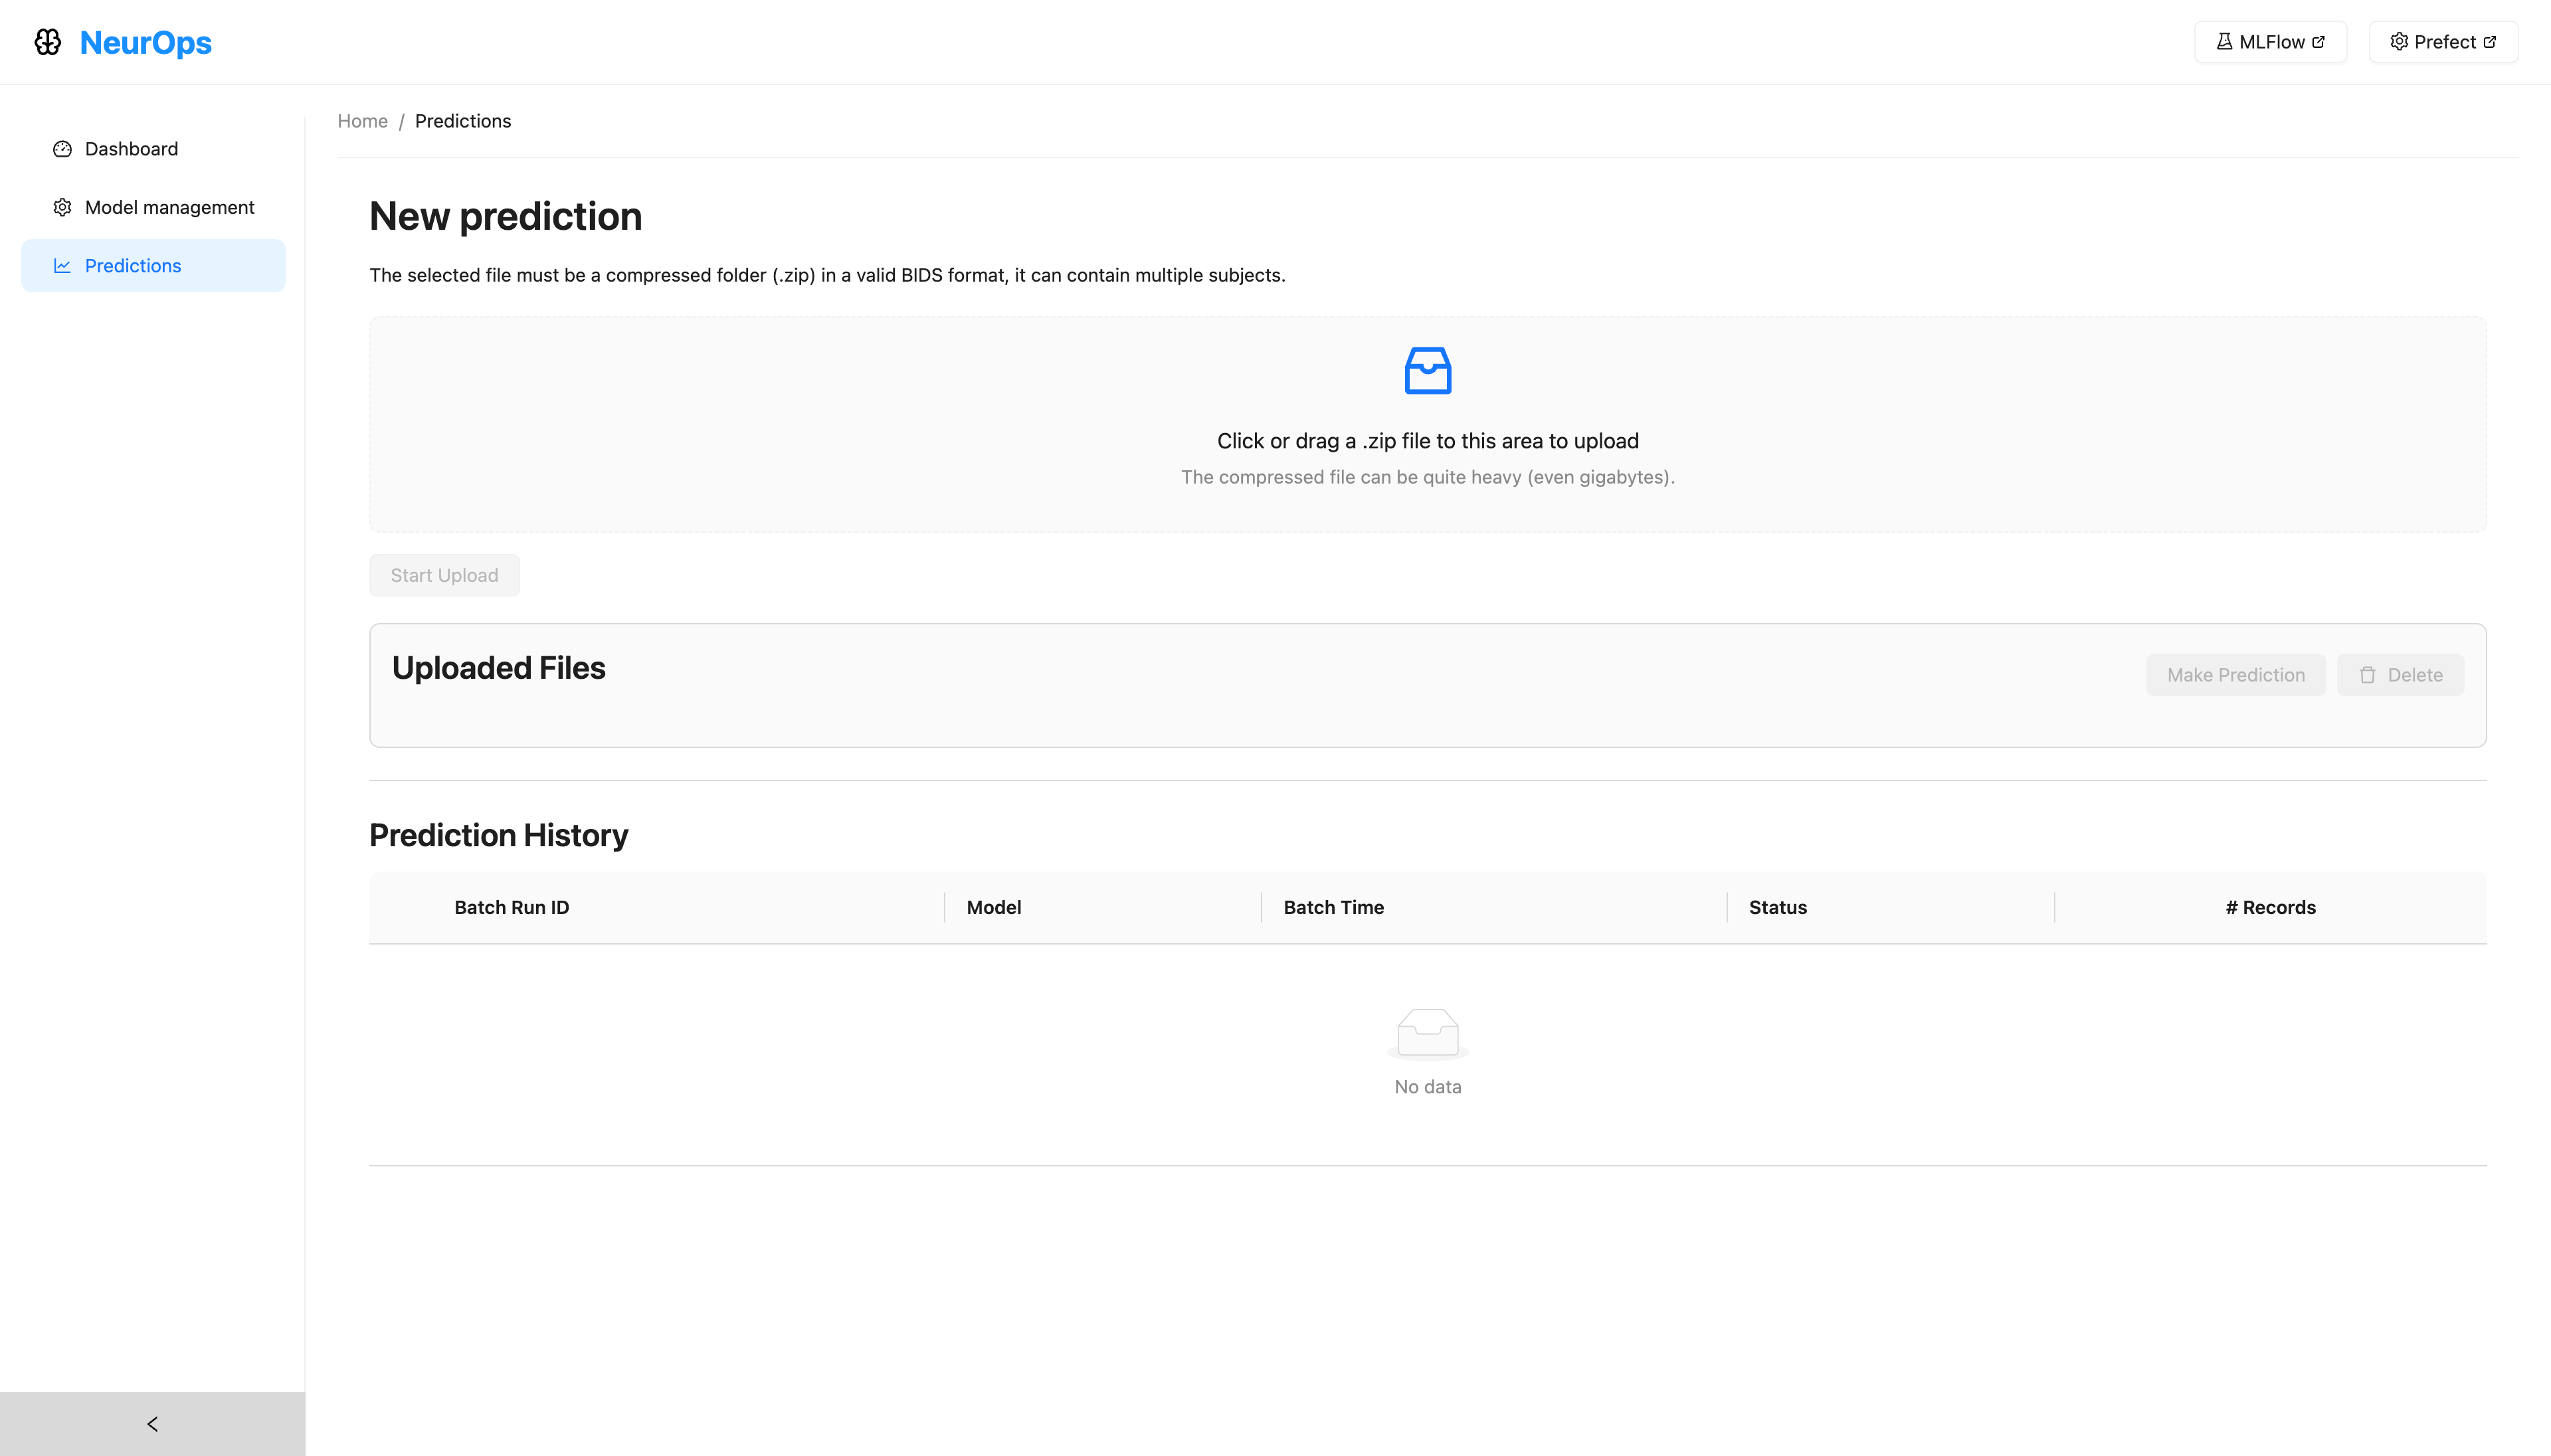 NeurOps
MLFlow
Prefect
Dashboard
Model management
Predictions
Home / Predictions
New prediction
The selected file must be a compressed folder (.zip) in a valid BIDS format, it can contain multiple subjects.
Click or drag a .zip file to this area to upload
The compressed file can be quite heavy (even gigabytes).
Start Upload
Uploaded Files
Make Prediction
Delete
Prediction History
Batch Run ID Model Batch Time Status # Records
No data